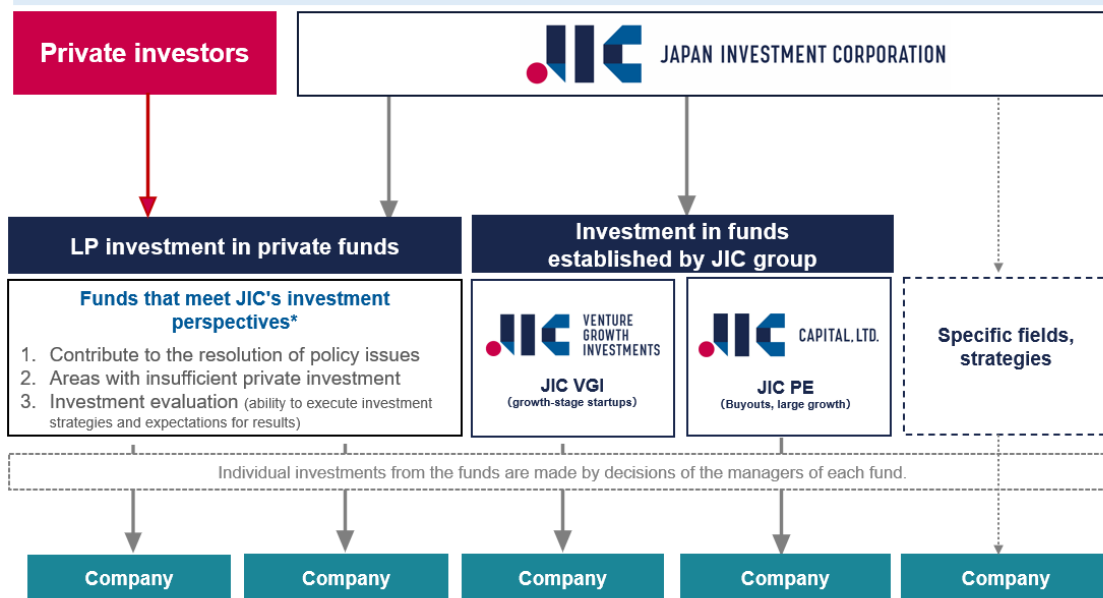 Private investors
JIC JAPAN INVESTMENT CORPORATION
LP investment in private funds
Investment in funds
established by JIC group
Funds that meet JIC's investment
perspectives*
1. Contribute to the resolution of policy issues
2. Areas with insufficient private investment
3. Investment evaluation (ability to execute investment
strategies and expectations for results)
JIC VENTURE
GROWTH
INVESTMENTS
JIC VGI
(growth-stage startups)
JIC CAPITAL, LTD.
JIC PE
(Buyouts, large growth)
Specific fields,
strategies
Individual investments from the funds are made by decisions of the managers of each fund.
Company
Company
Company
Company
Company